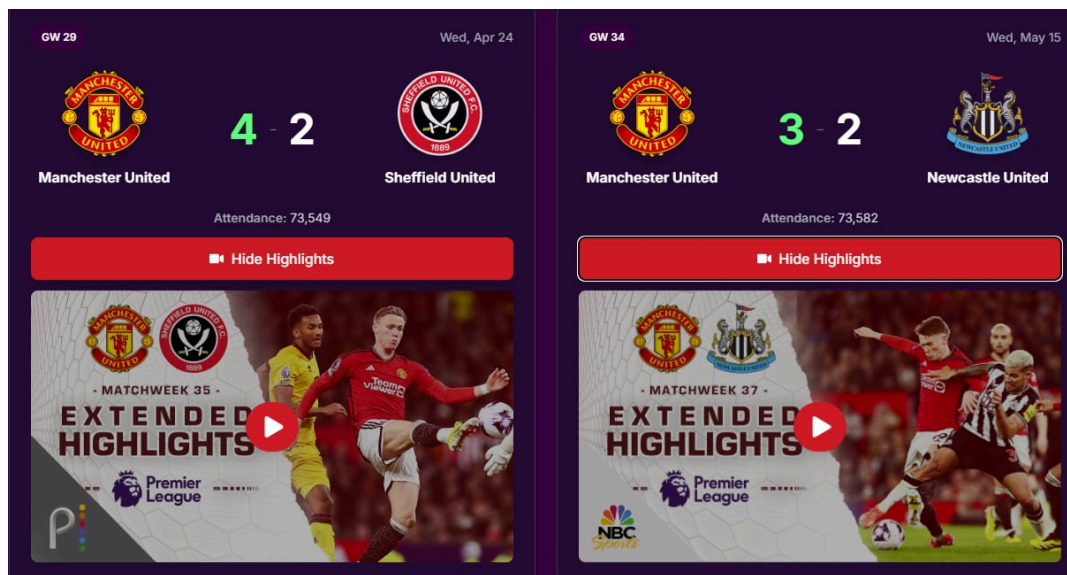 GW 29
Wed, Apr 24
MANCHESTER
UNITED
4 - 2
SHEFFIELD UNITED F.C.
1889
Manchester United
Sheffield United
Attendance: 73,549
Hide Highlights
MANCHESTER
UNITED
SHEFFIELD UNITED F.C.
1889
- MATCHWEEK 35 -
EXTENDED
HIGHLIGHTS
Premier
League
TeamViewer
P
GW 34
Wed, May 15
MANCHESTER
UNITED
3 - 2
NEWCASTLE UNITED
Manchester United
Newcastle United
Attendance: 73,582
Hide Highlights
MANCHESTER
UNITED
NEWCASTLE UNITED
- MATCHWEEK 37 -
EXTENDED
HIGHLIGHTS
Premier
League
NBC
Sports